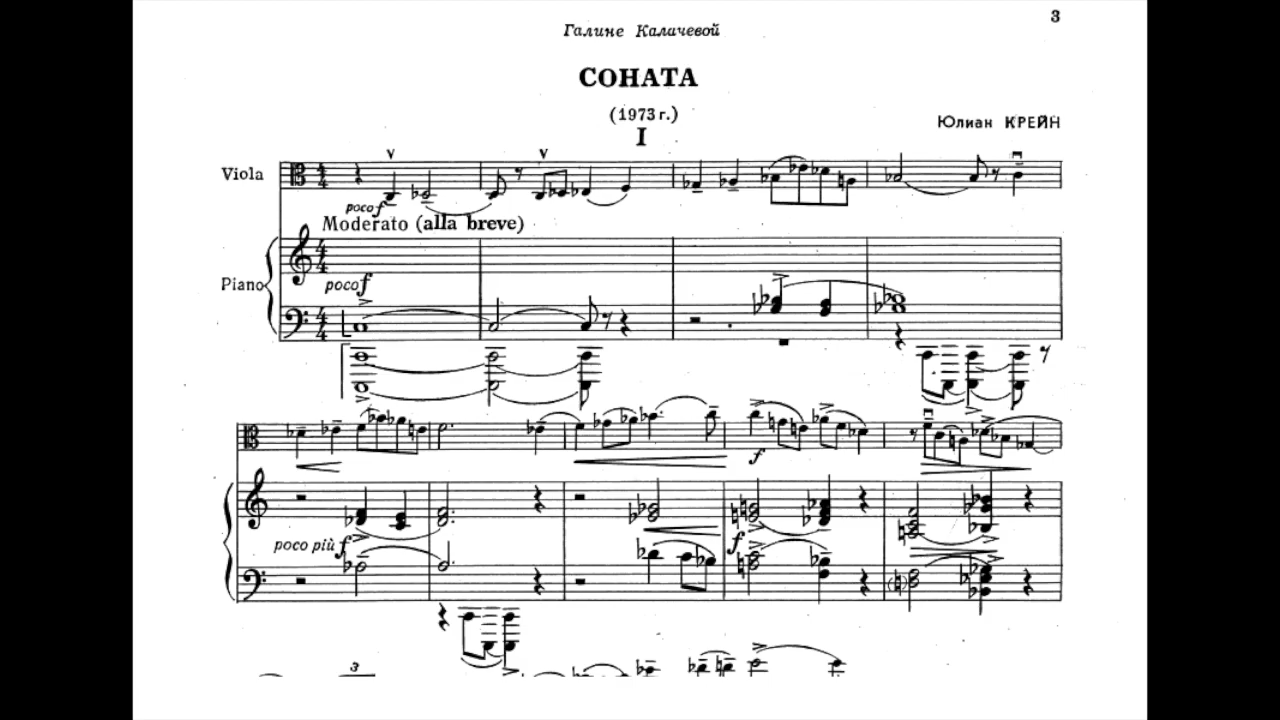 3
Галине Калачевой
СОНАТА
(1973 г.)
I
Юлиан КРЕЙН
Viola
poco f
Moderato (alla breve)
Piano
poco f
f
poco più f
f
3